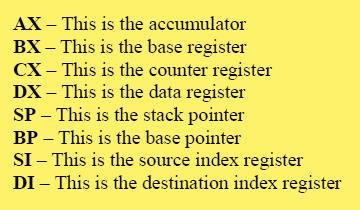 AX – This is the accumulator
BX – This is the base register
CX – This is the counter register
DX – This is the data register
SP – This is the stack pointer
BP – This is the base pointer
SI – This is the source index register
DI – This is the destination index register